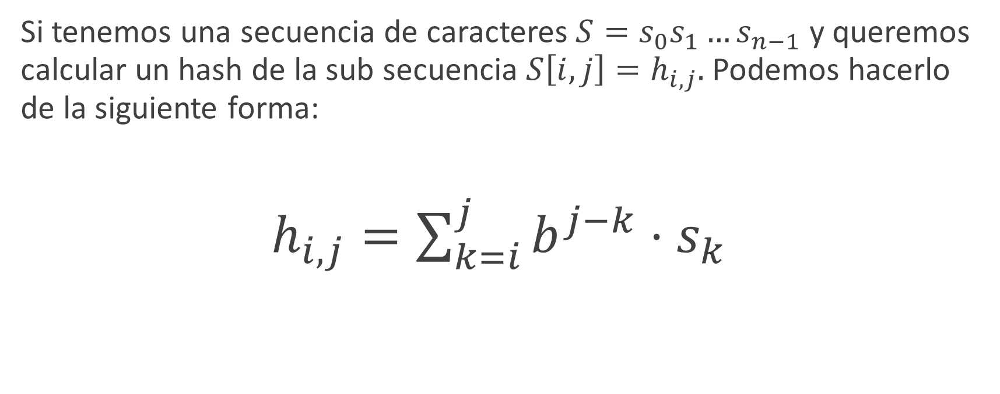 Si tenemos una secuencia de caracteres $S = s_0 s_1 \ldots s_{n-1}$ y queremos
calcular un hash de la sub secuencia $S[i,j] = h_{i,j}$. Podemos hacerlo
de la siguiente forma:
$h_{i,j} = \sum_{k=i}^{j} b^{j-k} \cdot s_k$